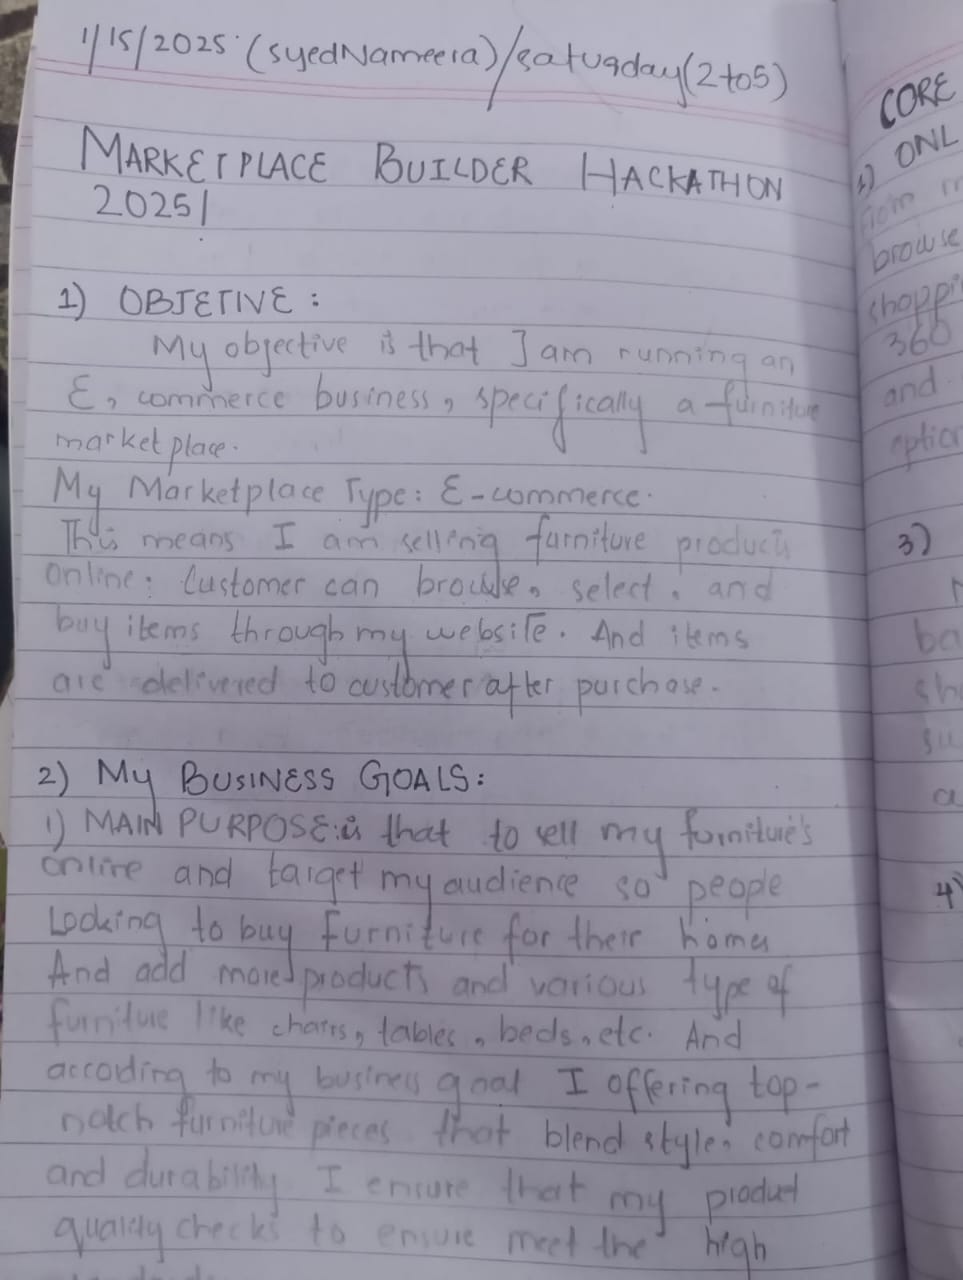 1/15/2025 (syedNameera)/saturday(2 to 5)
MARKETPLACE BUILDER HACKATHON
2025|
1) OBJETIVE :
My objective is that I am running an
E, commerce business, specifically a furniture
market place.
My Marketplace Type: E-commerce.
This means I am selling furniture products
online: Customer can browse, select, and
buy items through my website. And items
are delivered to customer after purchase.
2) My BUSINESS GOALS:
1) MAIN PURPOSE: is that to sell my furniture's
online and target my audience so people
Looking to buy furniture for their homes
And add more products and various type of
furniture like chairs, tables, beds, etc. And
according to my business goal I offering top-
notch furniture pieces that blend style, comfort
and durability I ensure that my product
quality checks to ensure meet the high
CORE
1) ONL
browse
shoppi
360
and
option
3)
ba
sh
su
a
4)